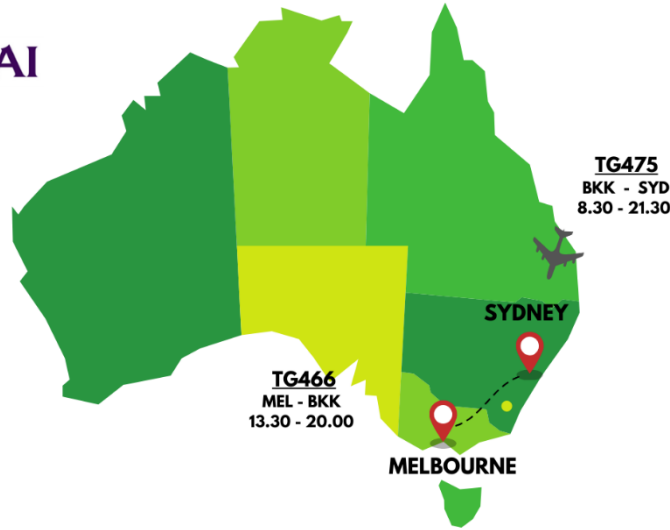 AI
TG475
BKK - SYD
8.30 - 21.30
SYDNEY
TG466
MEL - BKK
13.30 - 20.00
MELBOURNE